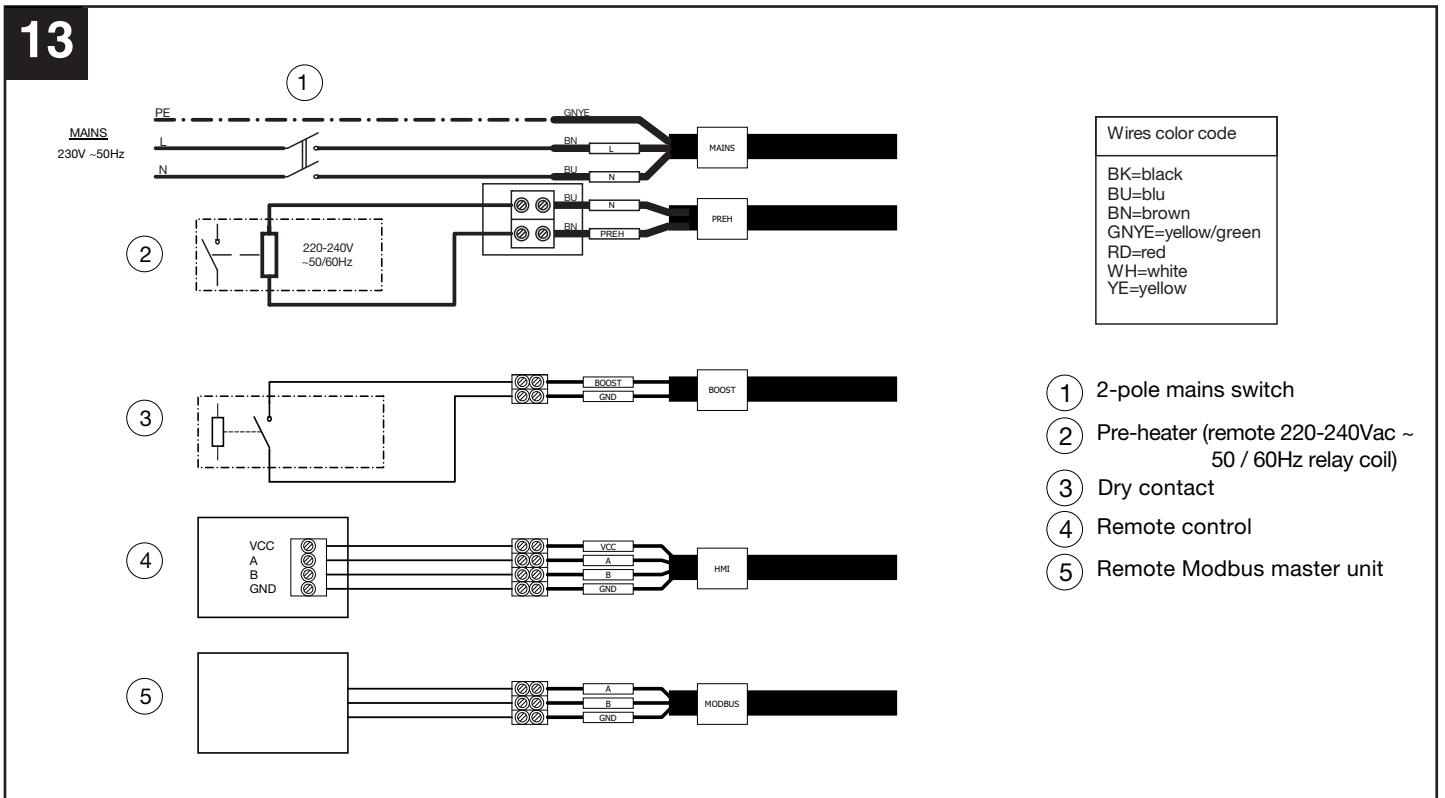 13
1
PE
GNYE
MAINS
230V ~50Hz
L
BN
L
MAINS
N
BU
N
BU
N
PREH
BN
PREH
2
220-240V
~50/60Hz
3
BOOST
GND
BOOST
4
VCC
A
B
GND
VCC
A
B
GND
HMI
5
A
B
GND
MODBUS
Wires color code
BK=black
BU=blu
BN=brown
GNYE=yellow/green
RD=red
WH=white
YE=yellow
1 2-pole mains switch
2 Pre-heater (remote 220-240Vac ~
50 / 60Hz relay coil)
3 Dry contact
4 Remote control
5 Remote Modbus master unit